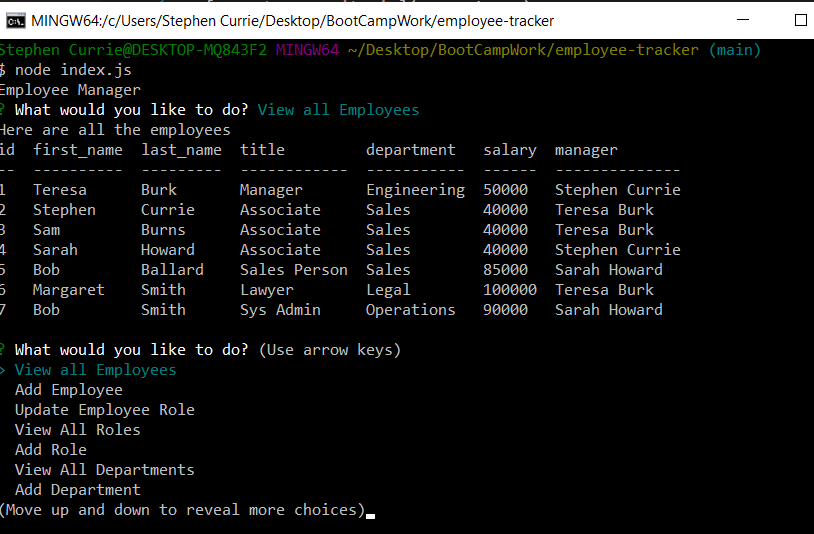 MINGW64:/c/Users/Stephen Currie/Desktop/BootCampWork/employee-tracker
Stephen Currie@DESKTOP-MQ843F2 MINGW64 ~/Desktop/BootCampWork/employee-tracker (main)
$ node index.js
Employee Manager
? What would you like to do? View all Employees
Here are all the employees
id  first_name  last_name  title         department   salary  manager
--  ----------  ---------  ------------  -----------  ------  --------------
1   Teresa      Burk       Manager       Engineering  50000   Stephen Currie
2   Stephen     Currie     Associate     Sales        40000   Teresa Burk
3   Sam         Burns      Associate     Sales        40000   Teresa Burk
4   Sarah       Howard     Associate     Sales        40000   Stephen Currie
5   Bob         Ballard    Sales Person  Sales        85000   Sarah Howard
6   Margaret    Smith      Lawyer        Legal        100000  Teresa Burk
7   Bob         Smith      Sys Admin     Operations   90000   Sarah Howard
? What would you like to do? (Use arrow keys)
> View all Employees
  Add Employee
  Update Employee Role
  View All Roles
  Add Role
  View All Departments
  Add Department
(Move up and down to reveal more choices)